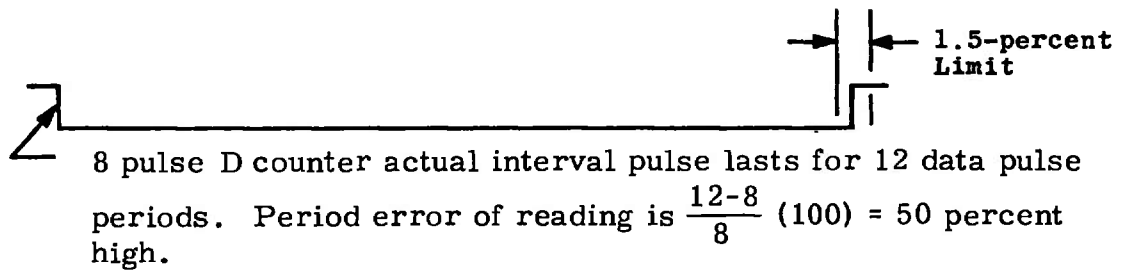 1.5-percent
Limit
8 pulse D counter actual interval pulse lasts for 12 data pulse
periods. Period error of reading is \frac{12-8}{8} (100) = 50 percent
high.